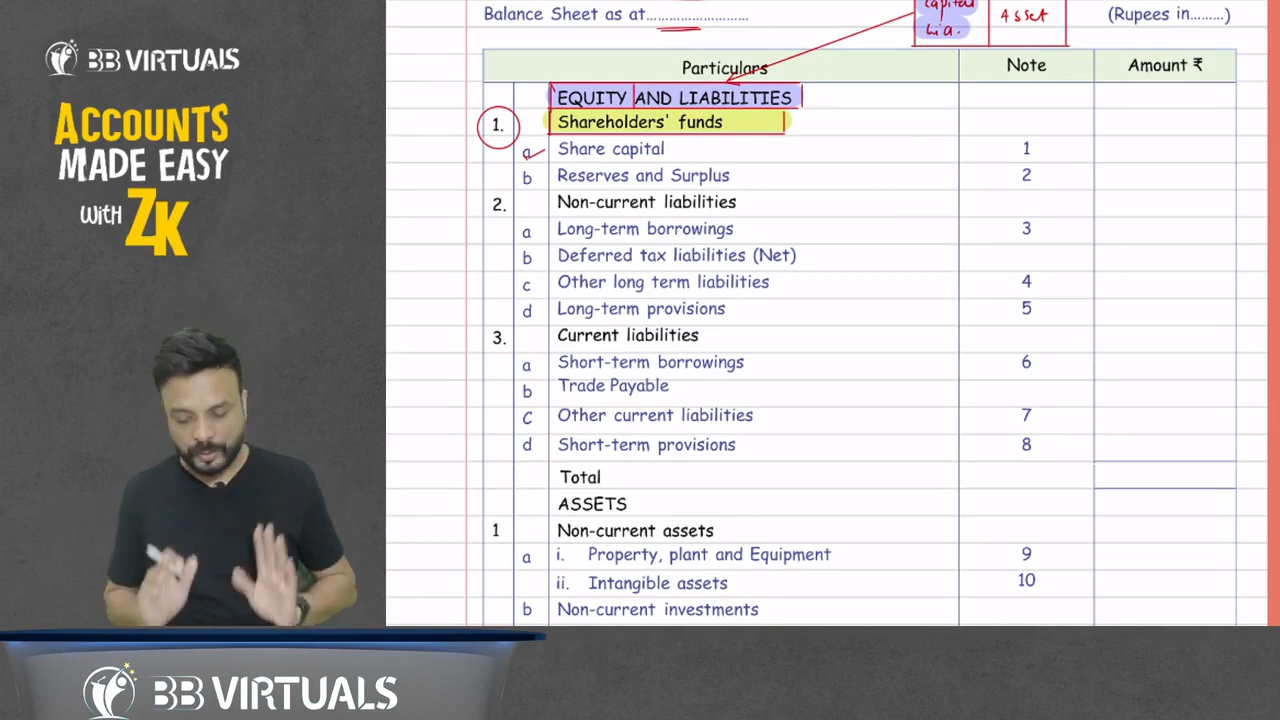 BB VIRTUALS
ACCOUNTS
MADE EASY
with ZK
capital
Lia.
Asset
Balance Sheet as at........................
(Rupees in........)
Particulars Note Amount ₹
EQUITY AND LIABILITIES
1. Shareholders' funds
a Share capital 1
b Reserves and Surplus 2
2. Non-current liabilities
a Long-term borrowings 3
b Deferred tax liabilities (Net)
c Other long term liabilities 4
d Long-term provisions 5
3. Current liabilities
a Short-term borrowings 6
b Trade Payable
C Other current liabilities 7
d Short-term provisions 8
Total
ASSETS
1 Non-current assets
a i. Property, plant and Equipment 9
ii. Intangible assets 10
b Non-current investments
BB VIRTUALS